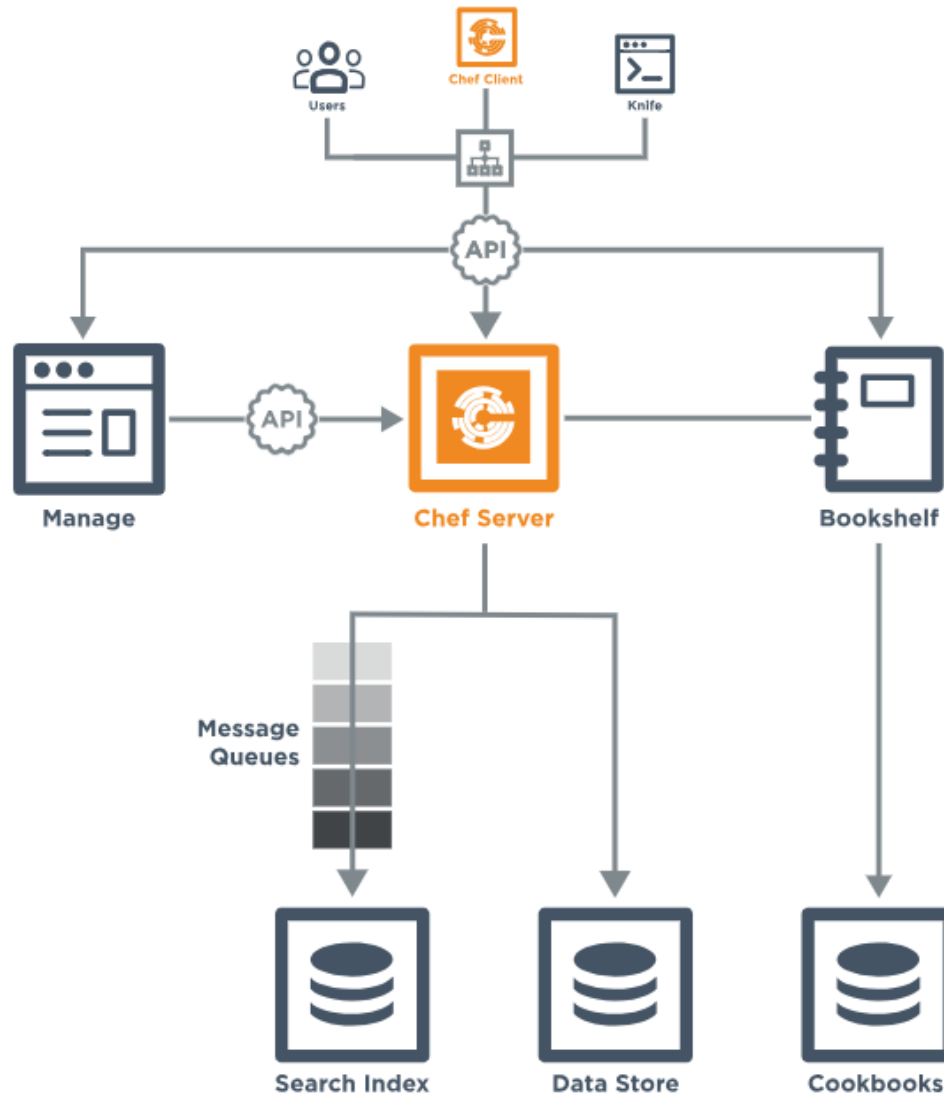 Chef Client
Users
Knife
API
API
Manage
Chef Server
Bookshelf
Message
Queues
Search Index
Data Store
Cookbooks